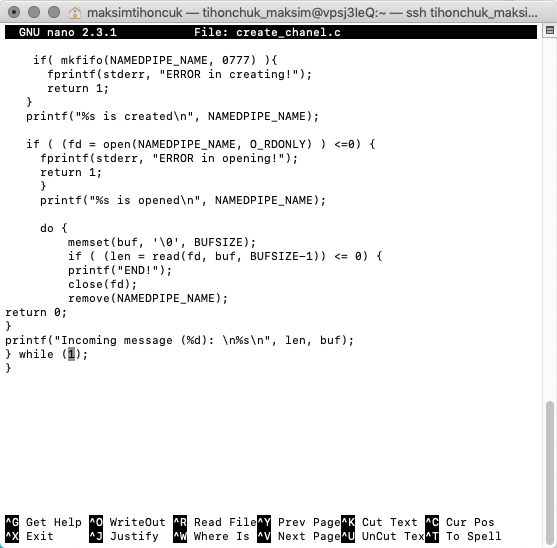 maksimtihoncuk — tihonchuk_maksim@vpsj3IeQ:~ — ssh tihonchuk_maksi...
GNU nano 2.3.1 File: create_chanel.c
if( mkfifo(NAMEDPIPE_NAME, 0777) ){
fprintf(stderr, "ERROR in creating!");
return 1;
}
printf("%s is created\n", NAMEDPIPE_NAME);
if ( (fd = open(NAMEDPIPE_NAME, O_RDONLY) ) <=0) {
fprintf(stderr, "ERROR in opening!");
return 1;
}
printf("%s is opened\n", NAMEDPIPE_NAME);
do {
memset(buf, '\0', BUFSIZE);
if ( (len = read(fd, buf, BUFSIZE-1)) <= 0) {
printf("END!");
close(fd);
remove(NAMEDPIPE_NAME);
return 0;
}
printf("Incoming message (%d): \n%s\n", len, buf);
} while (1);
}
^G Get Help ^O WriteOut ^R Read File ^Y Prev Page ^K Cut Text ^C Cur Pos
^X Exit ^J Justify ^W Where Is ^V Next Page ^U UnCut Tex ^T To Spell